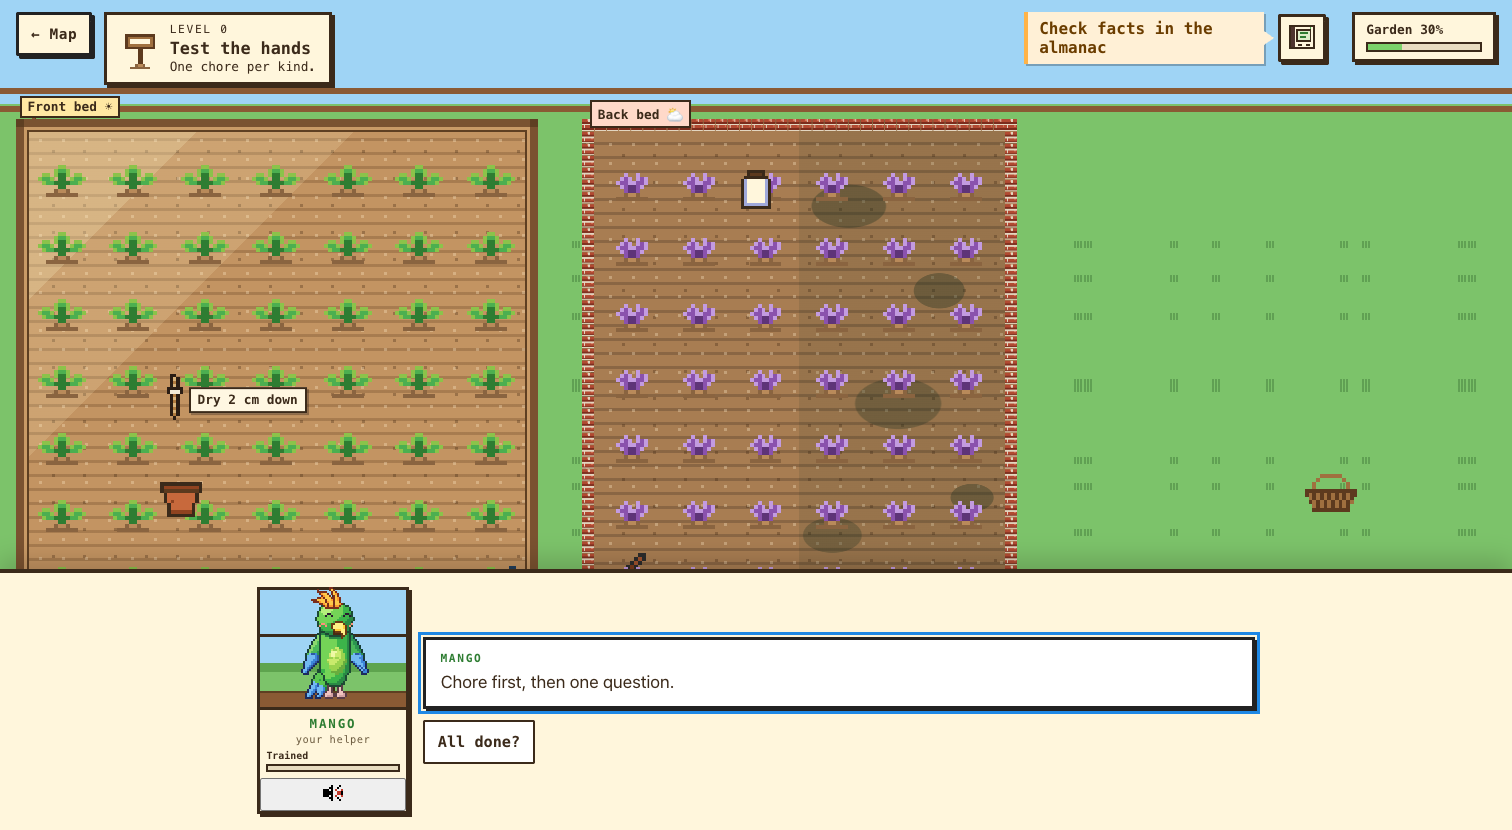 ← Map
LEVEL 0
Test the hands
One chore per kind.
Check facts in the
almanac
Garden 30%
Front bed ☀
Back bed ⛅
Dry 2 cm down
MANGO
your helper
Trained
MANGO
Chore first, then one question.
All done?